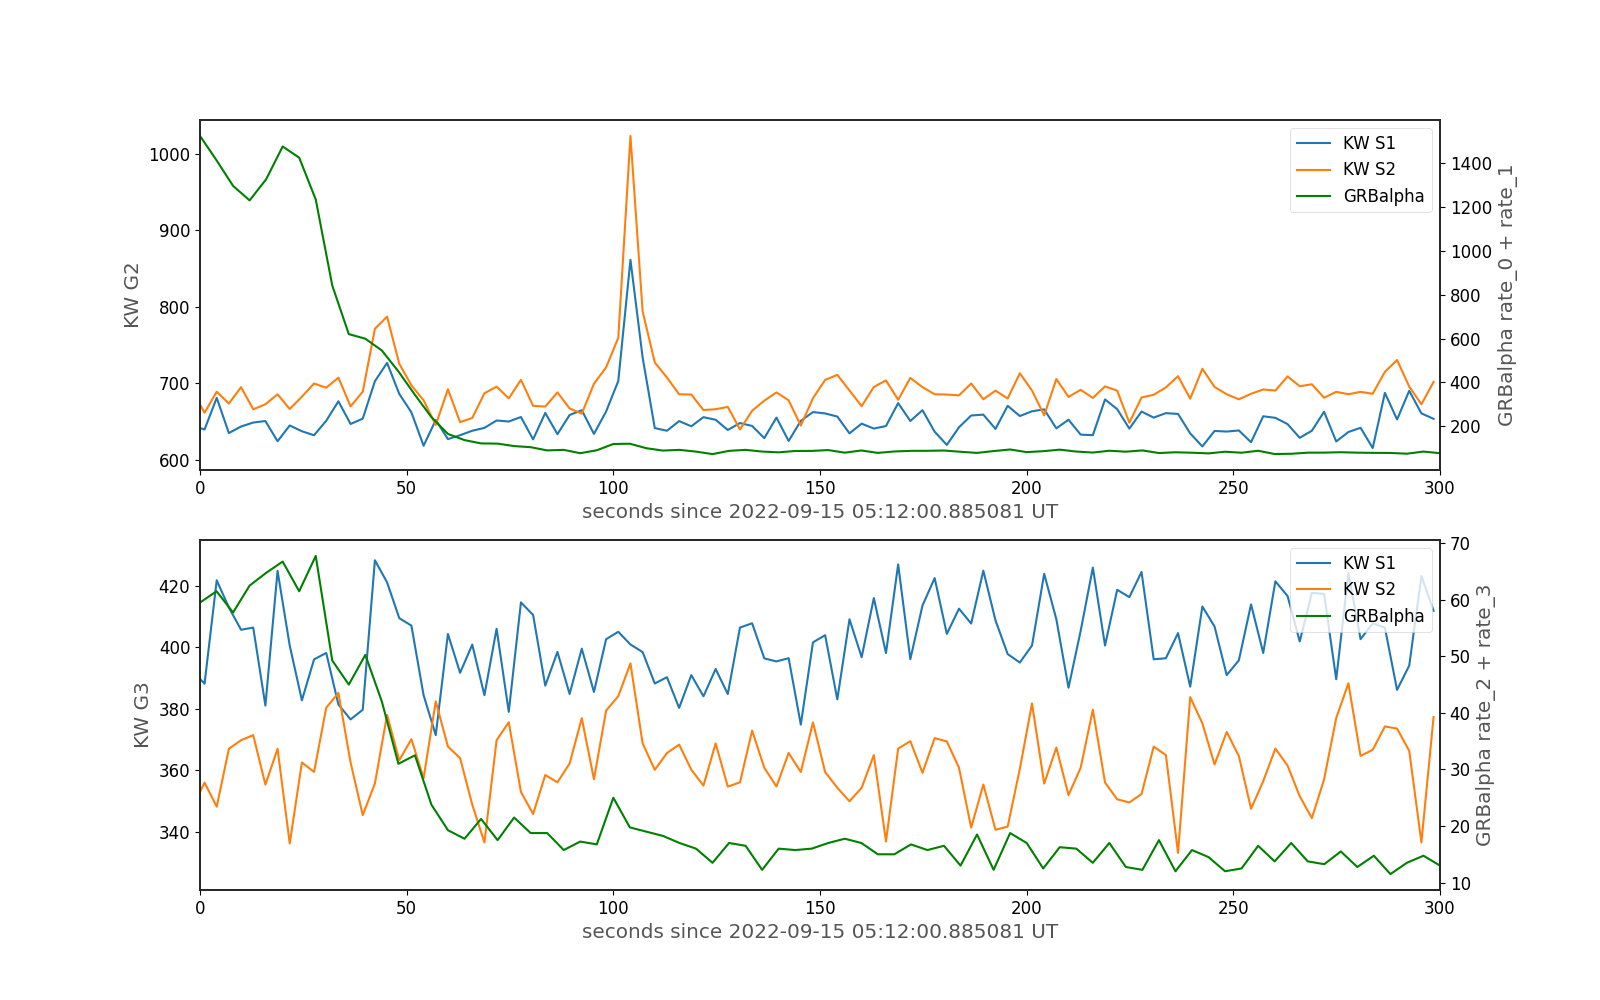 KW S1
KW S2
GRBalpha
1000
900
800
700
600
KW G2
1400
1200
1000
800
600
400
200
GRBalpha rate_0 + rate_1
0 50 100 150 200 250 300
seconds since 2022-09-15 05:12:00.885081 UT
KW S1
KW S2
GRBalpha
420
400
380
360
340
KW G3
70
60
50
40
30
20
10
GRBalpha rate_2 + rate_3
0 50 100 150 200 250 300
seconds since 2022-09-15 05:12:00.885081 UT